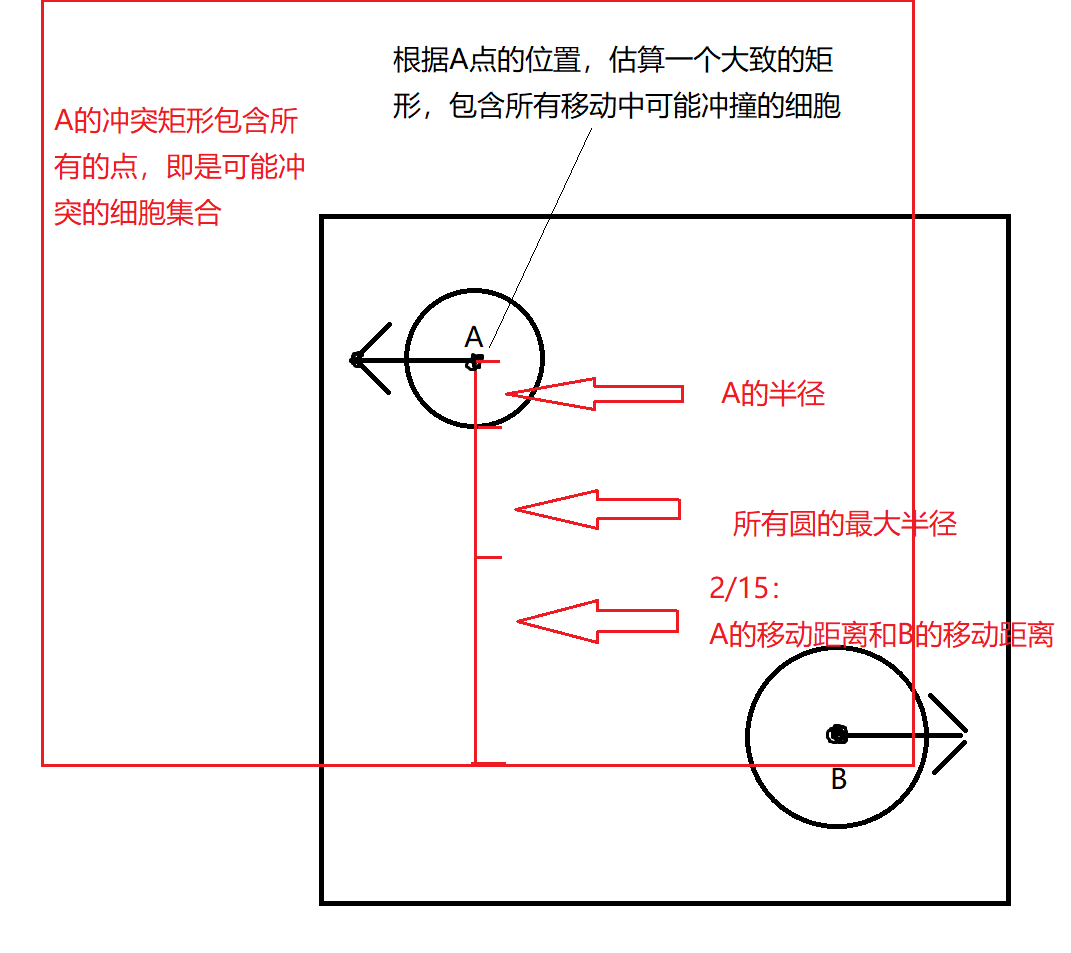 根据A点的位置，估算一个大致的矩
形，包含所有移动中可能冲撞的细胞
A的冲突矩形包含所
有的点，即是可能冲
突的细胞集合
A
A的半径
所有圆的最大半径
2/15：
A的移动距离和B的移动距离
B